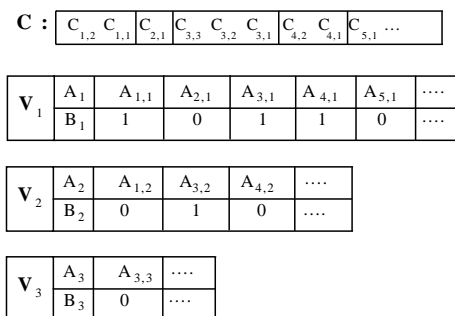 C : C1,2 C1,1 C2,1 C3,3 C3,2 C3,1 C4,2 C4,1 C5,1 ...
V1 A1 A1,1 A2,1 A3,1 A4,1 A5,1 ....
B1 1 0 1 1 0 ....
V2 A2 A1,2 A3,2 A4,2 ....
B2 0 1 0 ....
V3 A3 A3,3 ....
B3 0 ....